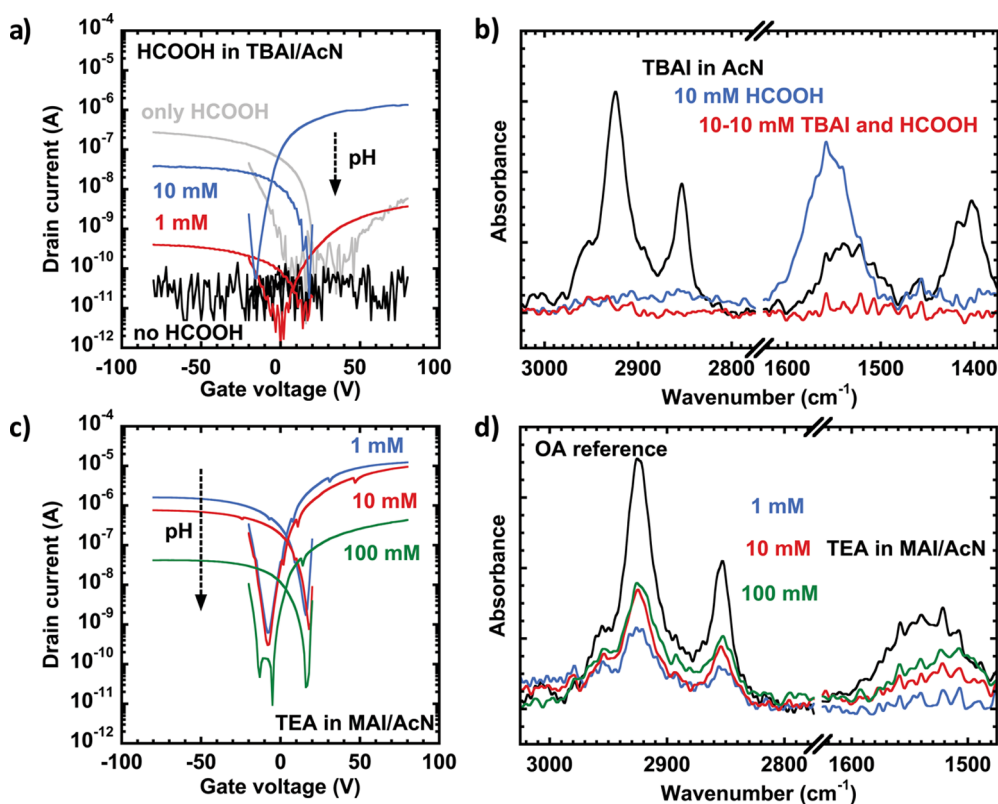 a)
HCOOH in TBAI/AcN
only HCOOH
pH
10 mM
1 mM
no HCOOH
Drain current (A)
10⁻⁴
10⁻⁵
10⁻⁶
10⁻⁷
10⁻⁸
10⁻⁹
10⁻¹⁰
10⁻¹¹
10⁻¹²
-100 -50 0 50 100
Gate voltage (V)
b)
TBAI in AcN
10 mM HCOOH
10-10 mM TBAI and HCOOH
Absorbance
3000 2900 2800 1600 1500 1400
Wavenumber (cm⁻¹)
c)
1 mM
10 mM
pH
100 mM
TEA in MAI/AcN
Drain current (A)
10⁻⁴
10⁻⁵
10⁻⁶
10⁻⁷
10⁻⁸
10⁻⁹
10⁻¹⁰
10⁻¹¹
10⁻¹²
-100 -50 0 50 100
Gate voltage (V)
d)
OA reference
1 mM
10 mM
TEA in MAI/AcN
100 mM
Absorbance
3000 2900 2800 1600 1500
Wavenumber (cm⁻¹)